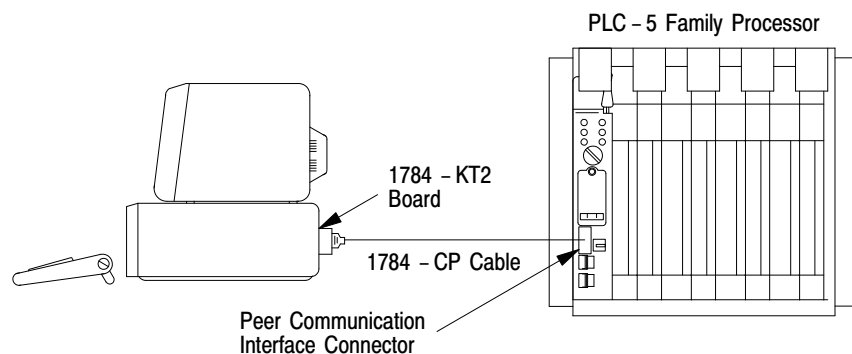 PLC – 5 Family Processor
1784 – KT2
Board
1784 – CP Cable
Peer Communication
Interface Connector